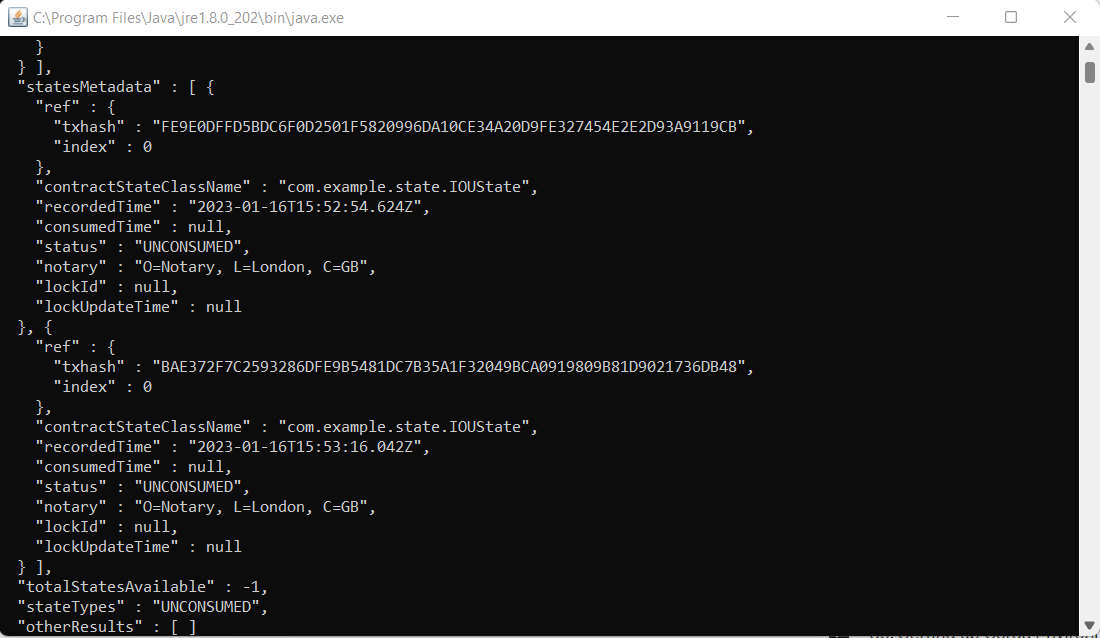 C:\Program Files\Java\jre1.8.0_202\bin\java.exe
}
} ],
"statesMetadata" : [ {
"ref" : {
"txhash" : "FE9E0DFFD5BDC6F0D2501F5820996DA10CE34A20D9FE327454E2E2D93A9119CB",
"index" : 0
},
"contractStateClassName" : "com.example.state.IOUState",
"recordedTime" : "2023-01-16T15:52:54.624Z",
"consumedTime" : null,
"status" : "UNCONSUMED",
"notary" : "O=Notary, L=London, C=GB",
"lockId" : null,
"lockUpdateTime" : null
}, {
"ref" : {
"txhash" : "BAE372F7C2593286DFE9B5481DC7B35A1F32049BCA0919809B81D9021736DB48",
"index" : 0
},
"contractStateClassName" : "com.example.state.IOUState",
"recordedTime" : "2023-01-16T15:53:16.042Z",
"consumedTime" : null,
"status" : "UNCONSUMED",
"notary" : "O=Notary, L=London, C=GB",
"lockId" : null,
"lockUpdateTime" : null
} ],
"totalStatesAvailable" : -1,
"stateTypes" : "UNCONSUMED",
"otherResults" : [ ]